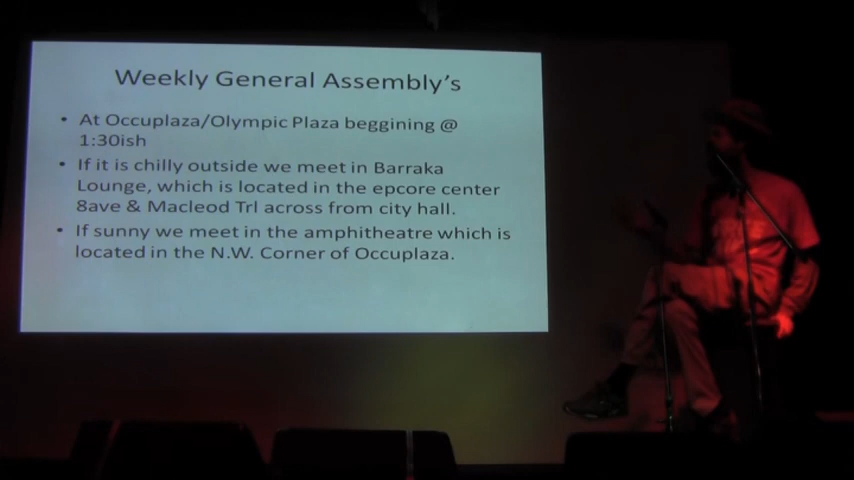 Weekly General Assembly's
• At Occuplaza/Olympic Plaza beggining @
1:30ish
• If it is chilly outside we meet in Barraka
Lounge, which is located in the epcore center
8ave & Macleod Trl across from city hall.
• If sunny we meet in the amphitheatre which is
located in the N.W. Corner of Occuplaza.